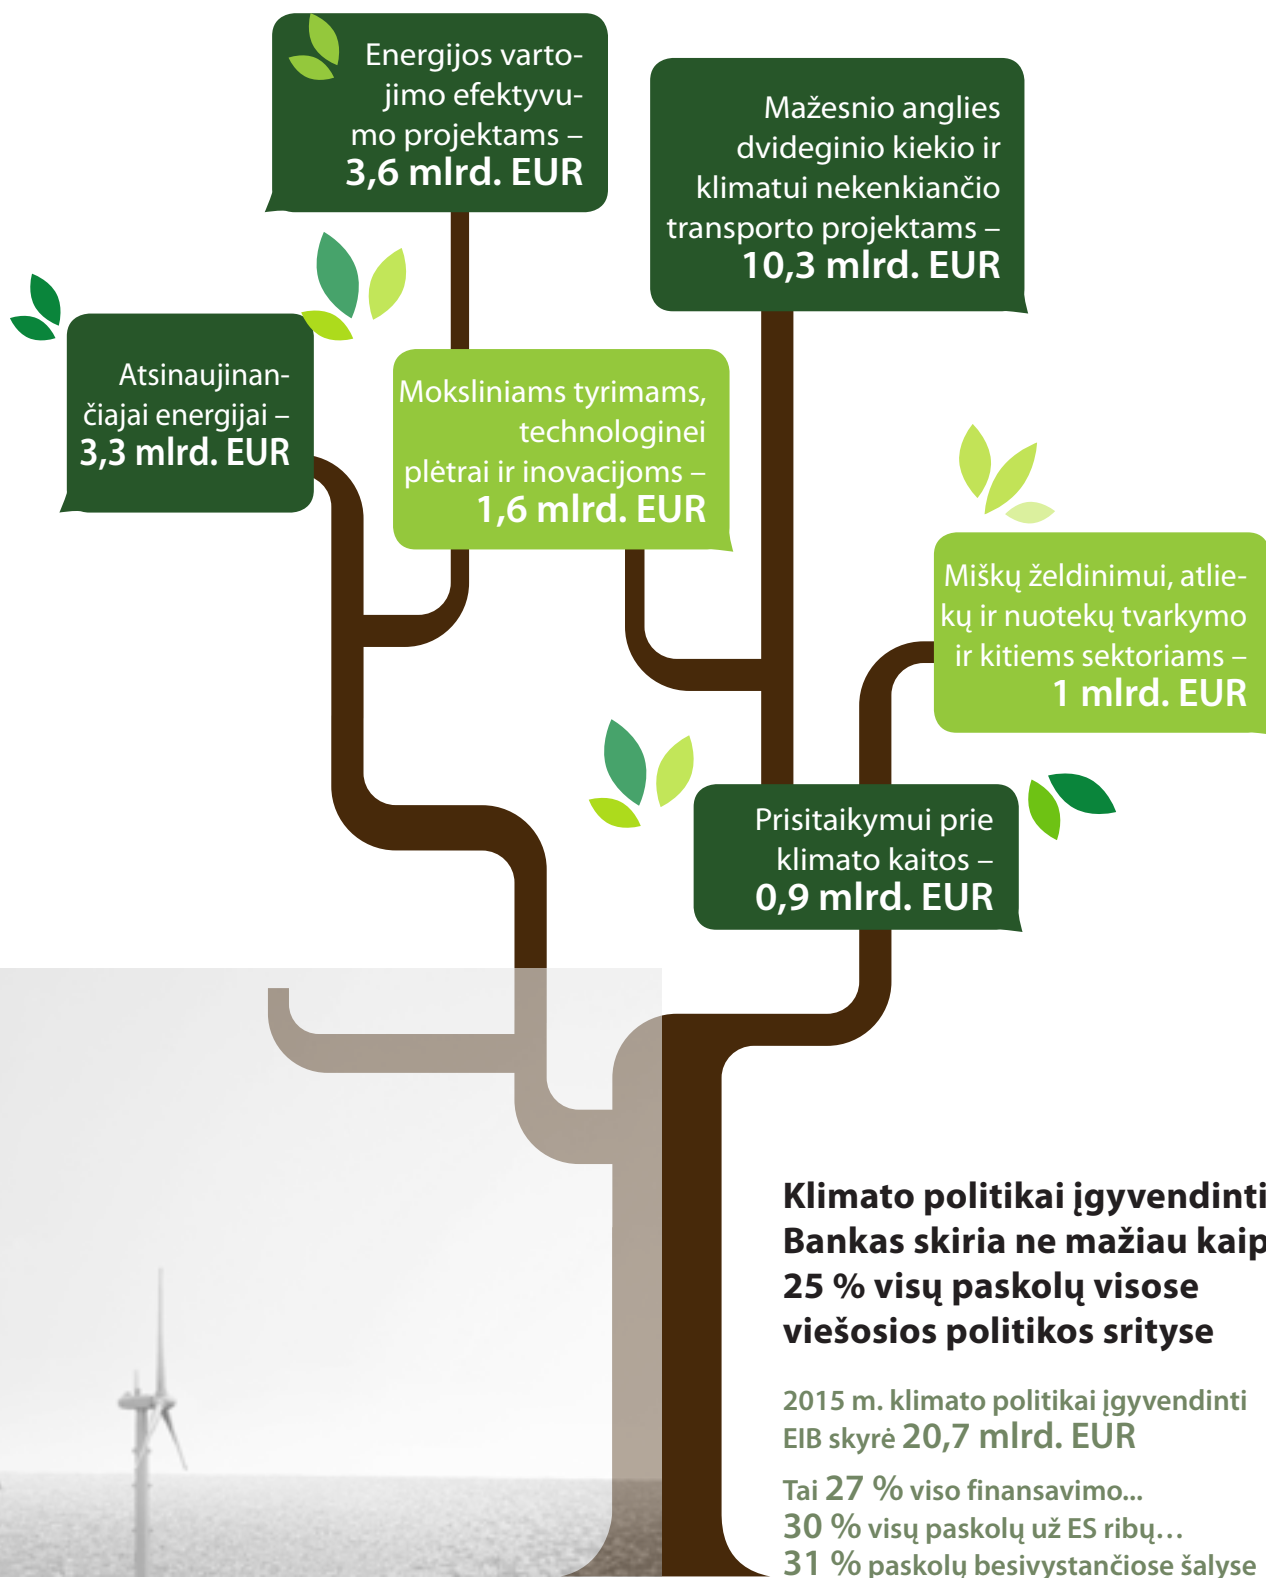 Energijos varto-
jimo efektyvu-
mo projektams –
3,6 mlrd. EUR
Mažesnio anglies
dvideginio kiekio ir
klimatui nekenkiančio
transporto projektams –
10,3 mlrd. EUR
Atsinaujinan-
čiajai energijai –
3,3 mlrd. EUR
Moksliniams tyrimams,
technologinei
plėtrai ir inovacijoms –
1,6 mlrd. EUR
Miškų želdinimui, atlie-
kų ir nuotekų tvarkymo
ir kitiems sektoriams –
1 mlrd. EUR
Prisitaikymui prie
klimato kaitos –
0,9 mlrd. EUR
Klimato politikai įgyvendinti
Bankas skiria ne mažiau kaip
25 % visų paskolų visose
viešosios politikos srityse
2015 m. klimato politikai įgyvendinti
EIB skyrė 20,7 mlrd. EUR
Tai 27 % viso finansavimo...
30 % visų paskolų už ES ribų…
31 % paskolų besivystančiose šalyse